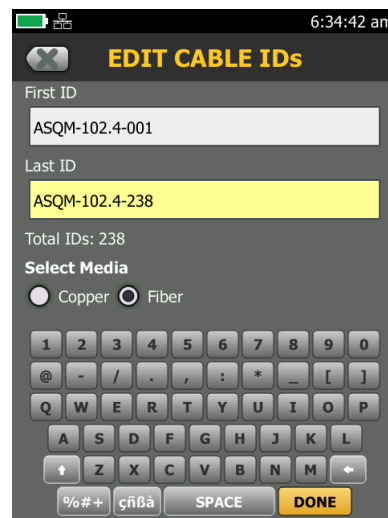 6:34:42 am
EDIT CABLE IDs
First ID
ASQM-102.4-001
Last ID
ASQM-102.4-238
Total IDs: 238
Select Media
Copper Fiber
1 2 3 4 5 6 7 8 9 0
@ - / . , : * _ [ ]
Q W E R T Y U I O P
A S D F G H J K L
Z X C V B N M
%#+ çñßà SPACE DONE